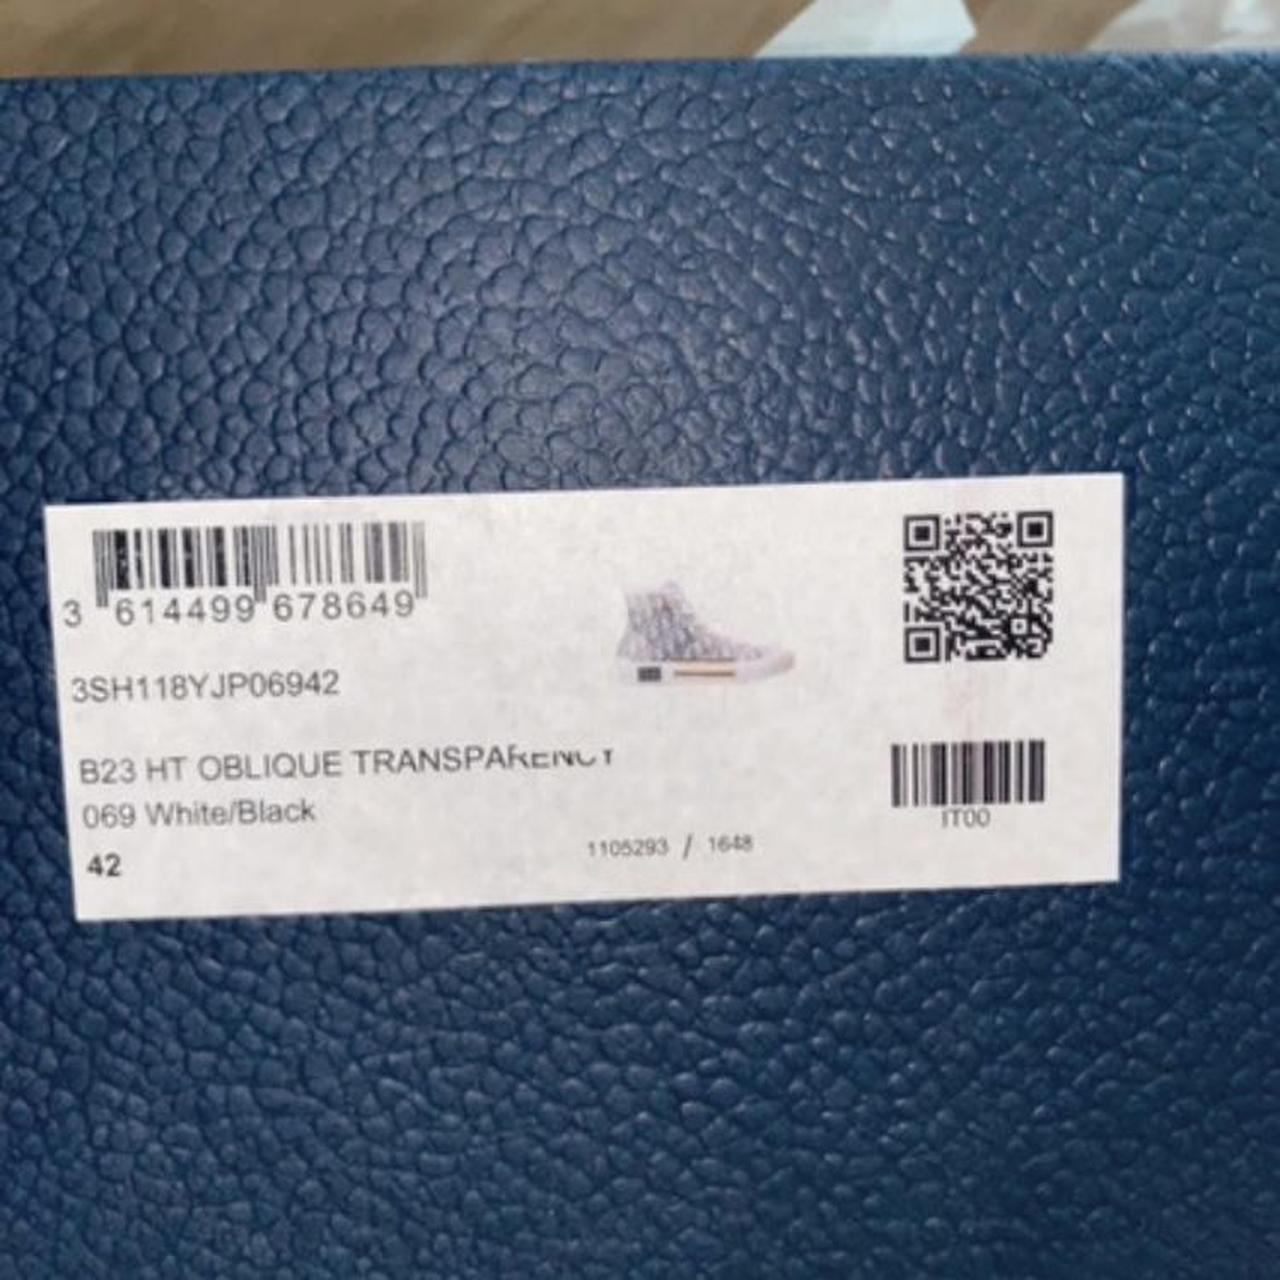 3 614499 678649
3SH118YJP06942
B23 HT OBLIQUE TRANSPARENCY
069 White/Black
42
1105293 / 1648
IT00